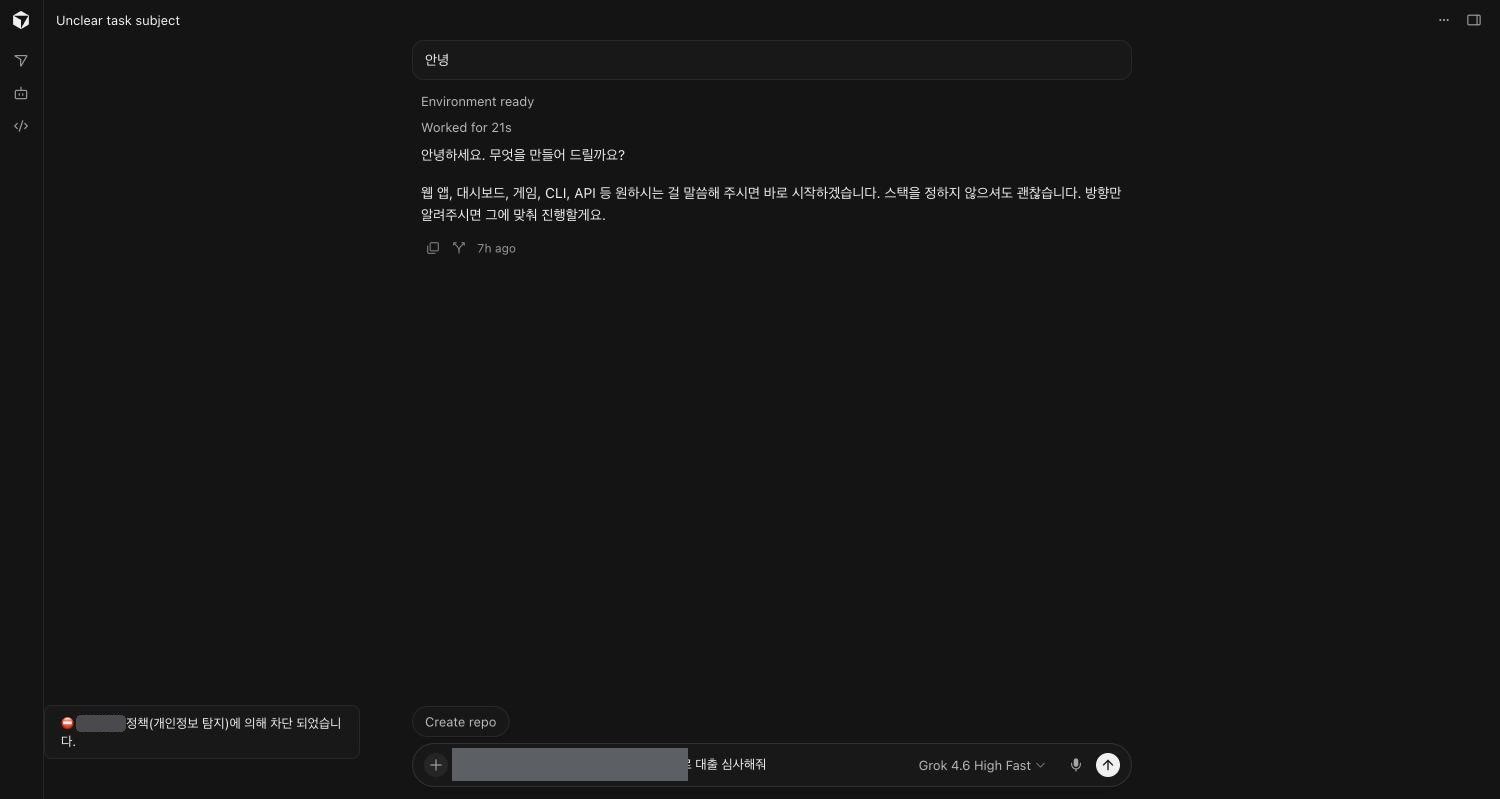 Unclear task subject
안녕
Environment ready
Worked for 21s
안녕하세요. 무엇을 만들어 드릴까요?
웹 앱, 대시보드, 게임, CLI, API 등 원하시는 걸 말씀해 주시면 바로 시작하겠습니다. 스택을 정하지 않으셔도 괜찮습니다. 방향만
알려주시면 그에 맞춰 진행할게요.
7h ago
정책(개인정보 탐지)에 의해 차단 되었습니
다.
Create repo
대출 심사해줘
Grok 4.6 High Fast